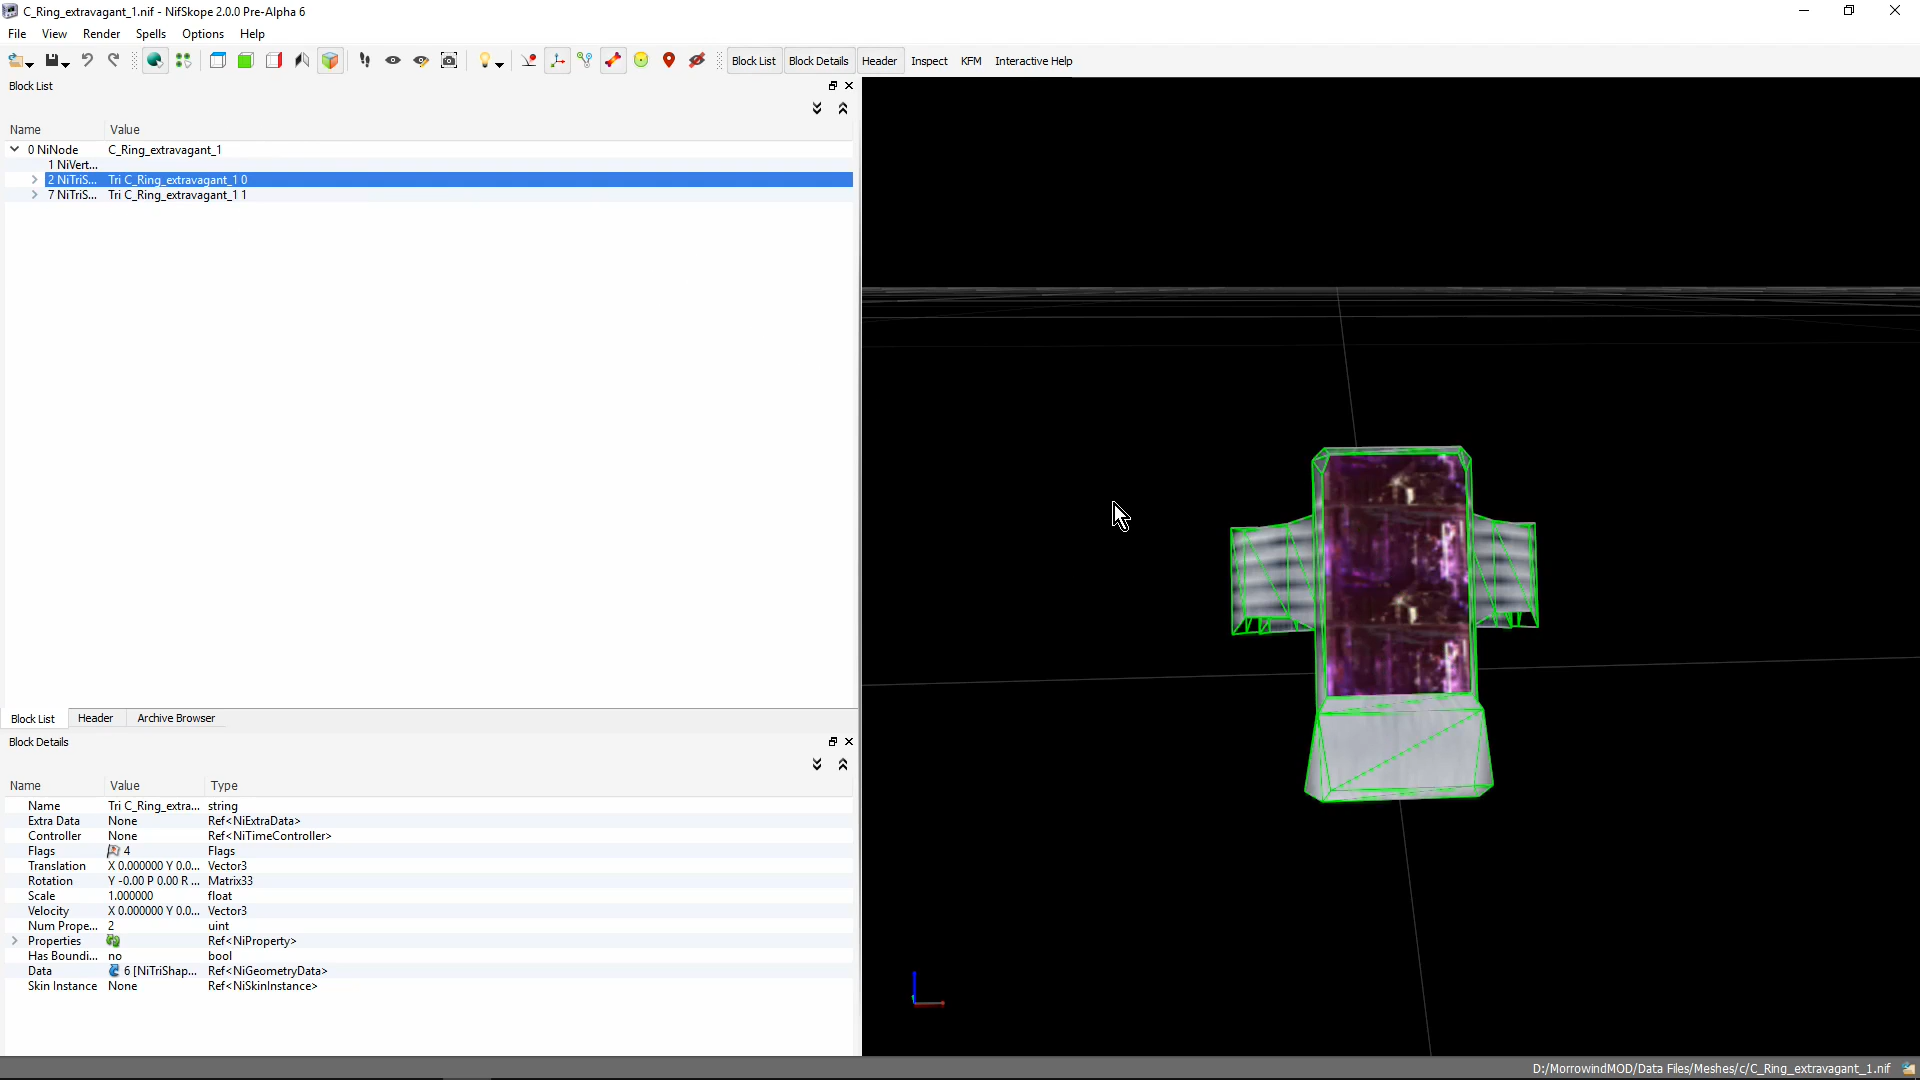 C_Ring_extravagant_1.nif - NifSkope 2.0.0 Pre-Alpha 6
File View Render Spells Options Help
Block List Block Details Header Inspect KFM Interactive Help
Block List
Name Value
0 NiNode C_Ring_extravagant_1
1 NiVert...
2 NiTriS... Tri C_Ring_extravagant_1 0
7 NiTriS... Tri C_Ring_extravagant_1 1
Block List Header Archive Browser
Block Details
Name Value Type
Name Tri C_Ring_extra... string
Extra Data None Ref<NiExtraData>
Controller None Ref<NiTimeController>
Flags 4 Flags
Translation X 0.000000 Y 0.0... Vector3
Rotation Y -0.00 P 0.00 R ... Matrix33
Scale 1.000000 float
Velocity X 0.000000 Y 0.0... Vector3
Num Prope... 2 uint
Properties Ref<NiProperty>
Has Boundi... no bool
Data 6 [NiTriShap... Ref<NiGeometryData>
Skin Instance None Ref<NiSkinInstance>
D:/MorrowindMOD/Data Files/Meshes/c/C_Ring_extravagant_1.nif